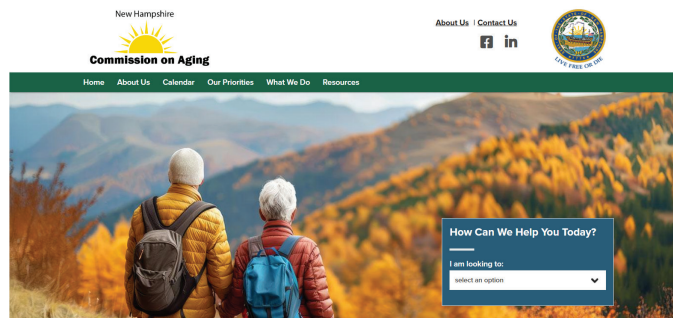 New Hampshire
Commission on Aging
About Us | Contact Us
LIVE FREE OR DIE
Home About Us Calendar Our Priorities What We Do Resources
How Can We Help You Today?
I am looking to:
select an option